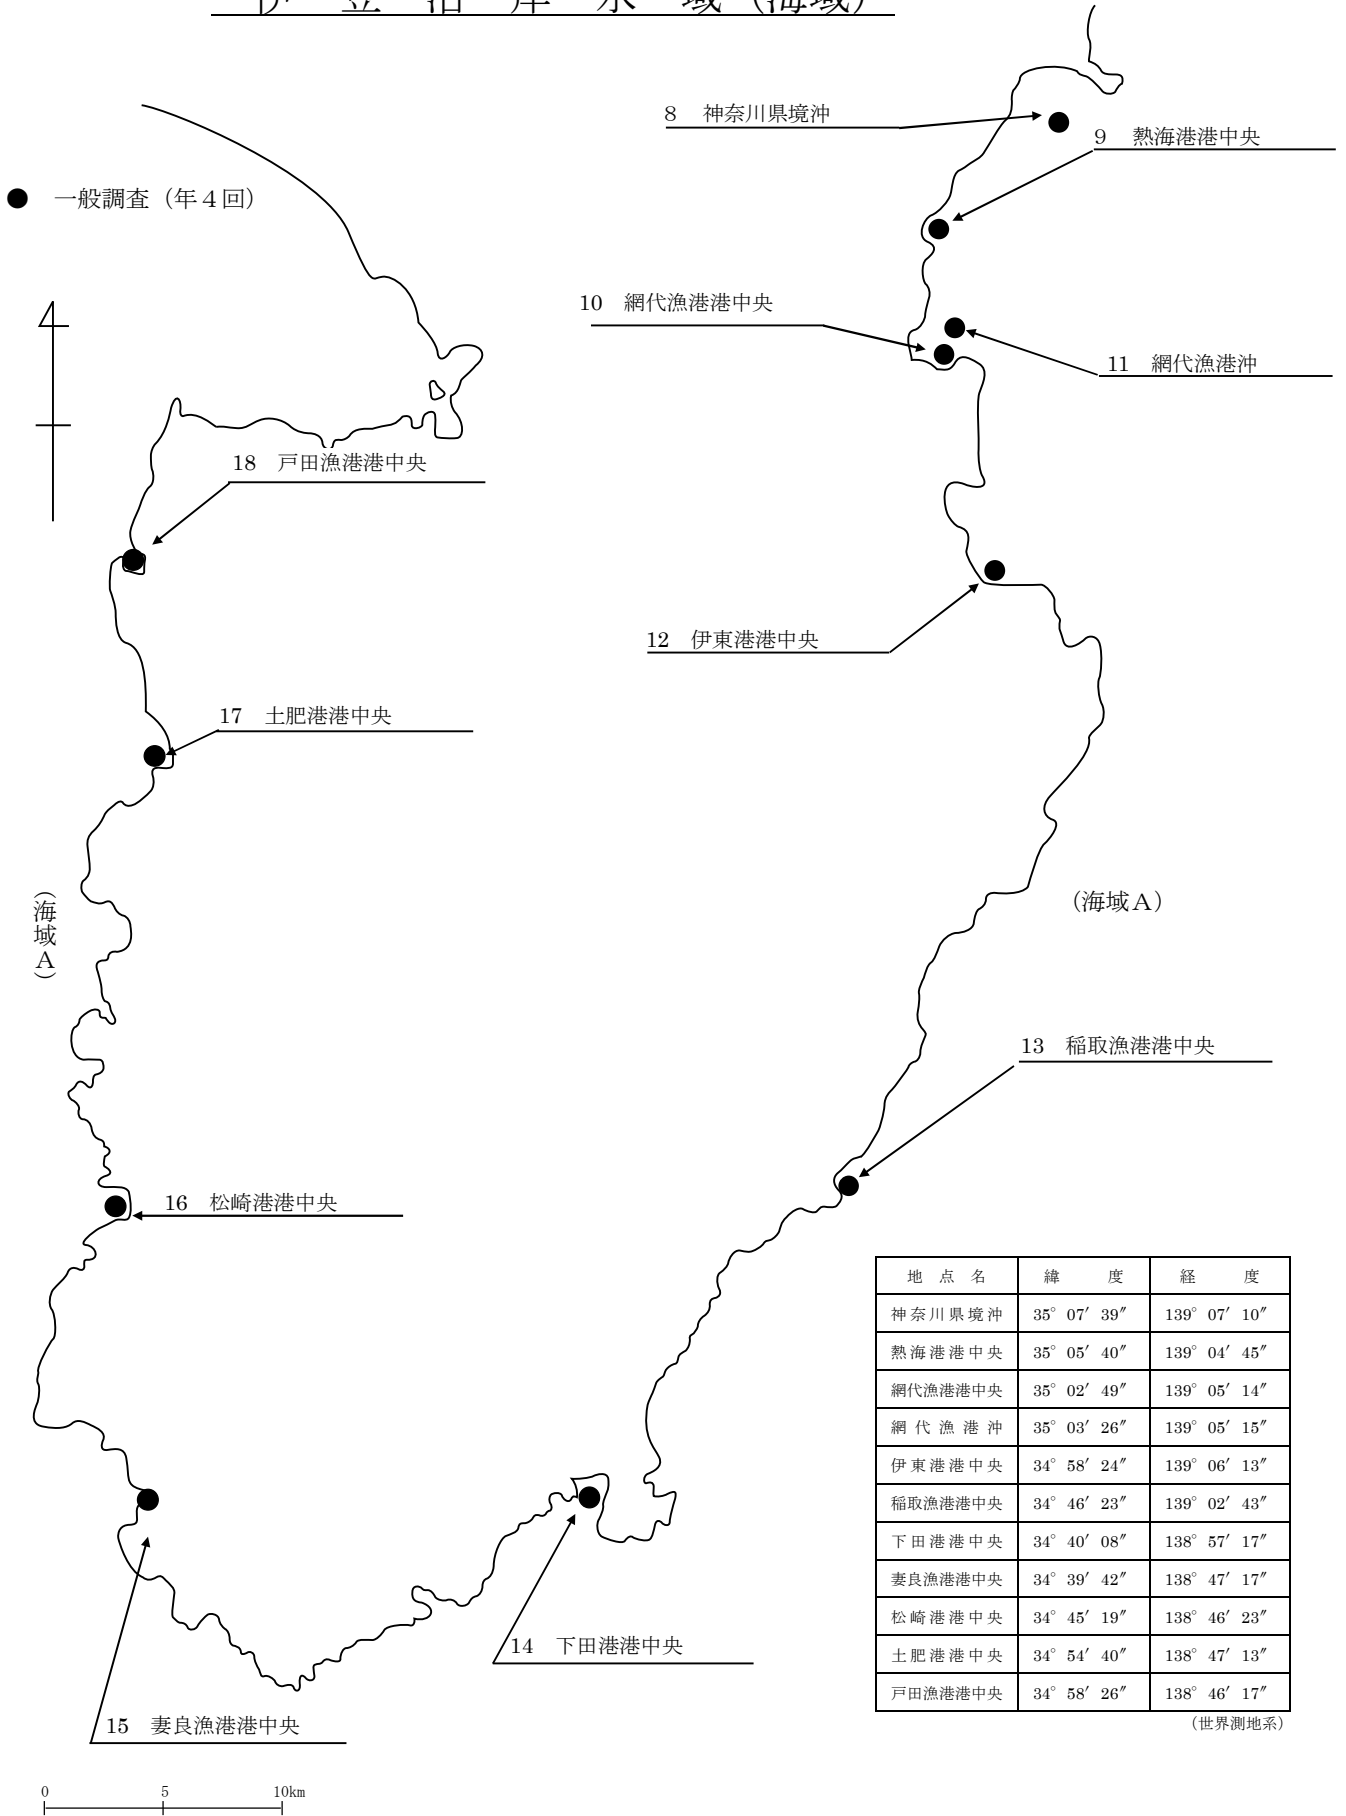 伊 豆 沿 岸 水 域（海域）
8 神奈川県境沖
9 熱海港港中央
● 一般調査（年４回）
10 網代漁港港中央
11 網代漁港沖
18 戸田漁港港中央
12 伊東港港中央
17 土肥港港中央
（海域Ａ）
（海域Ａ）
13 稲取漁港港中央
16 松崎港港中央
地 点 名 緯 度 経 度
神奈川県境沖 35° 07′ 39″ 139° 07′ 10″
熱海港港中央 35° 05′ 40″ 139° 04′ 45″
網代漁港港中央 35° 02′ 49″ 139° 05′ 14″
網代漁港沖 35° 03′ 26″ 139° 05′ 15″
伊東港港中央 34° 58′ 24″ 139° 06′ 13″
稲取漁港港中央 34° 46′ 23″ 139° 02′ 43″
下田港港中央 34° 40′ 08″ 138° 57′ 17″
妻良漁港港中央 34° 39′ 42″ 138° 47′ 17″
松崎港港中央 34° 45′ 19″ 138° 46′ 23″
土肥港港中央 34° 54′ 40″ 138° 47′ 13″
戸田漁港港中央 34° 58′ 26″ 138° 46′ 17″
（世界測地系）
14 下田港港中央
15 妻良漁港港中央
0 5 10km